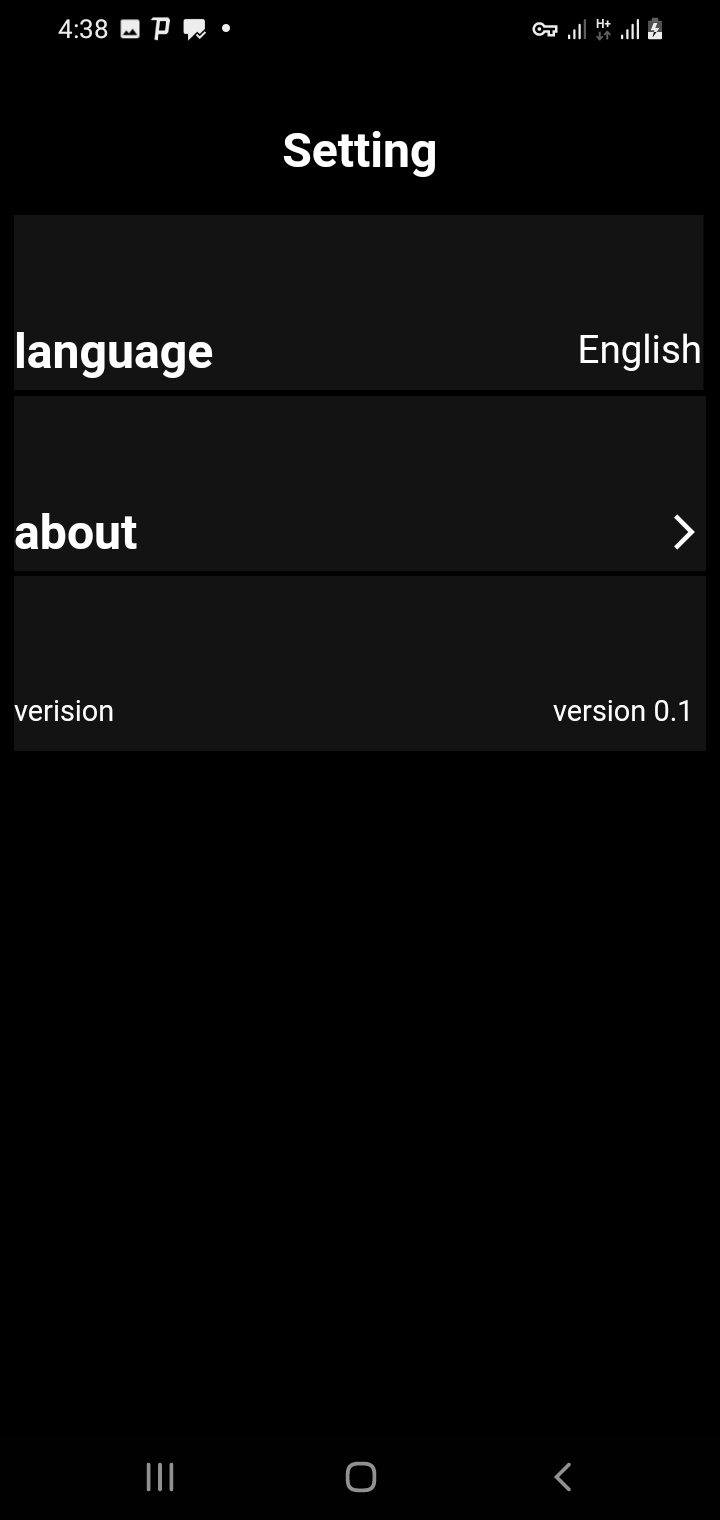 4:38
H+
Setting
language English
about
verision version 0.1